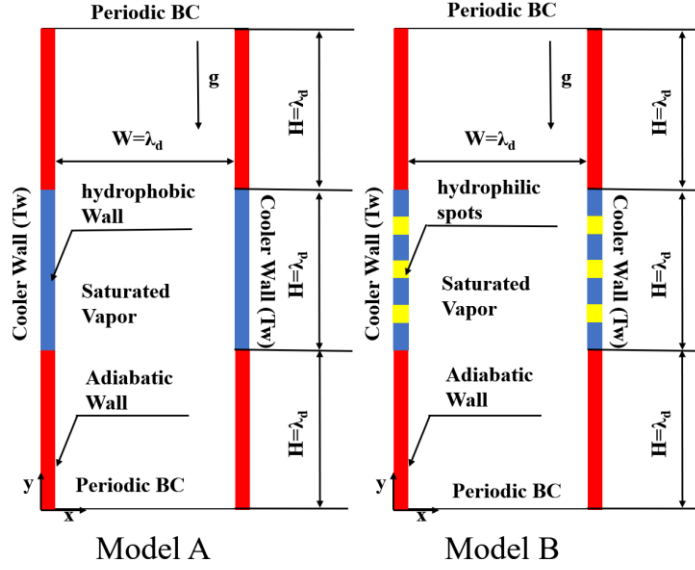 Periodic BC
g
W=λd
H=λd
Cooler Wall (Tw)
hydrophobic
Wall
Cooler Wall (Tw)
H=λd
Saturated
Vapor
Adiabatic
Wall
H=λd
y
Periodic BC
x
Model A
Periodic BC
g
W=λd
H=λd
Cooler Wall (Tw)
hydrophilic
spots
Cooler Wall (Tw)
H=λd
Saturated
Vapor
Adiabatic
Wall
H=λd
y
Periodic BC
x
Model B